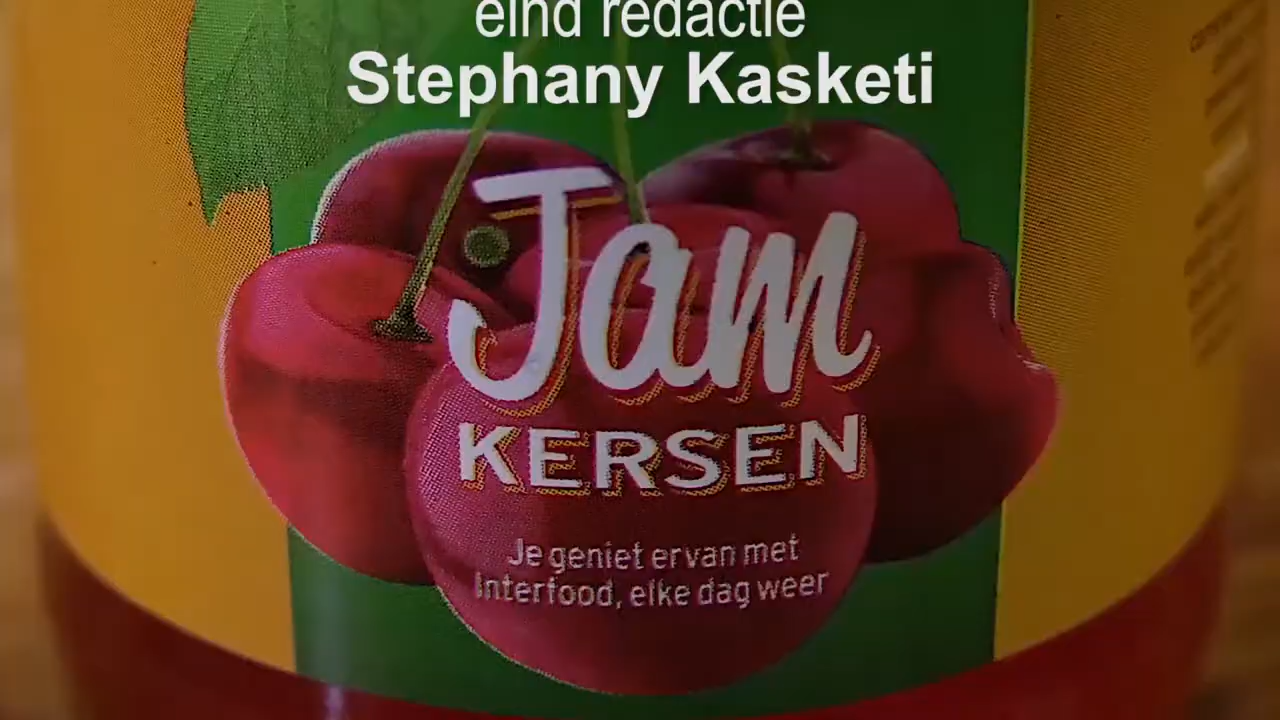 eind redactie
Stephany Kasketi
Jam
KERSEN
Je geniet ervan met
Interfood, elke dag weer